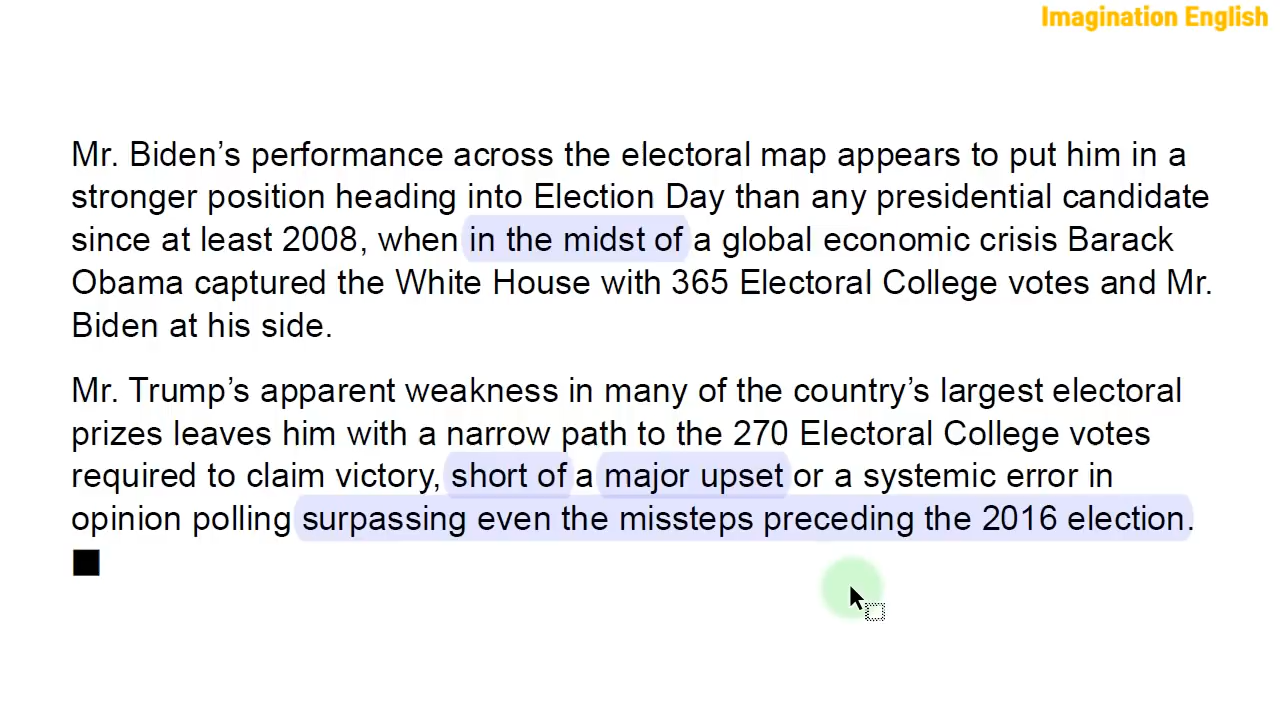 Imagination English
Mr. Biden’s performance across the electoral map appears to put him in a
stronger position heading into Election Day than any presidential candidate
since at least 2008, when in the midst of a global economic crisis Barack
Obama captured the White House with 365 Electoral College votes and Mr.
Biden at his side.
Mr. Trump’s apparent weakness in many of the country’s largest electoral
prizes leaves him with a narrow path to the 270 Electoral College votes
required to claim victory, short of a major upset or a systemic error in
opinion polling surpassing even the missteps preceding the 2016 election.